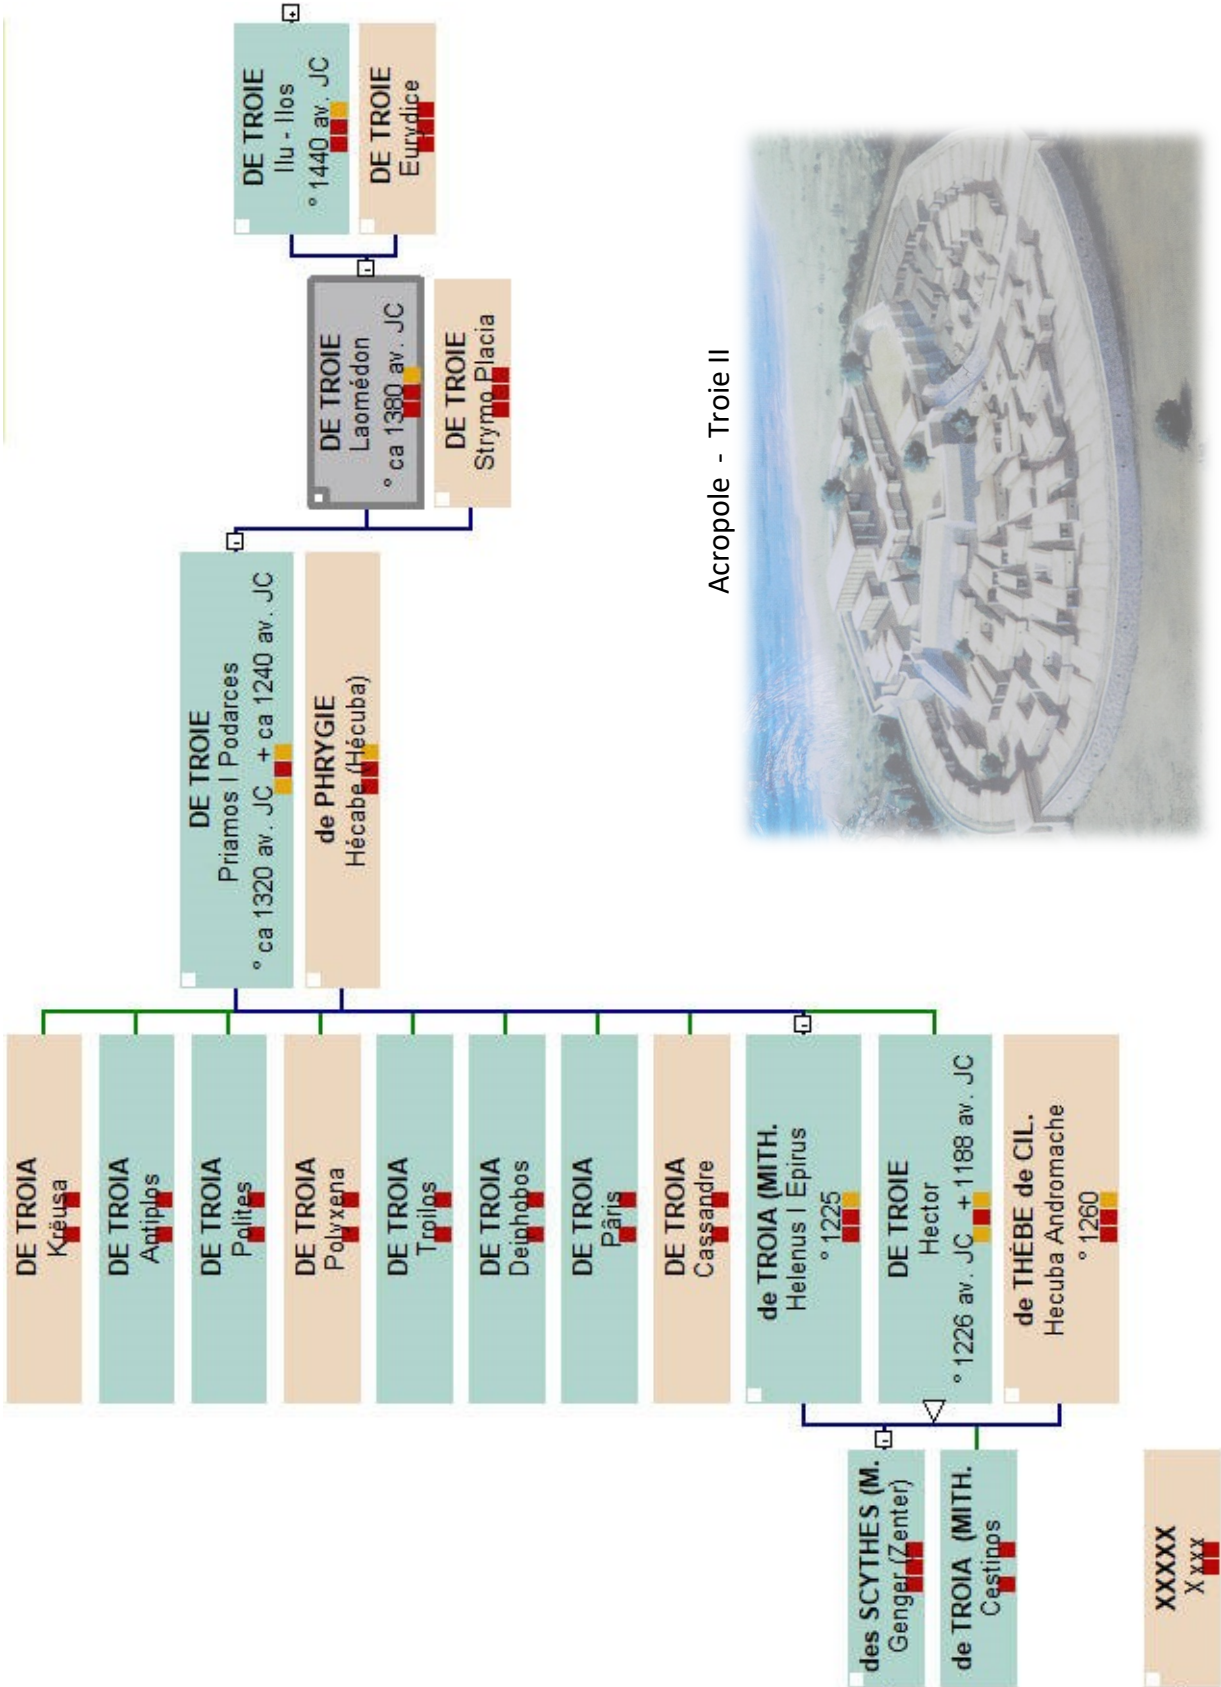 DE TROIE
Ilu - Ilos
° 1440 av. JC
DE TROIE
Eurydice
DE TROIE
Laomédon
° ca 1380 av. JC
DE TROIE
Strymo Placia
DE TROIE
Priamos I Podarces
° ca 1320 av. JC + ca 1240 av. JC
de PHRYGIE
Hécabe (Hécuba)
DE TROIA
Krëusa
DE TROIA
Antiplos
DE TROIA
Polites
DE TROIA
Polyxena
DE TROIA
Troilos
DE TROIA
Deiphobos
DE TROIA
Pâris
DE TROIA
Cassandre
de TROIA (MITH.
Helenus I Epirus
° 1225
DE TROIE
Hector
° 1226 av. JC + 1188 av. JC
de THÈBE de CIL.
Hecuba Andromache
° 1260
des SCYTHES (M.
Genger (Zenter)
de TROIA (MITH.
Cestinos
XXXXX
X xxx
Acropole - Troie II